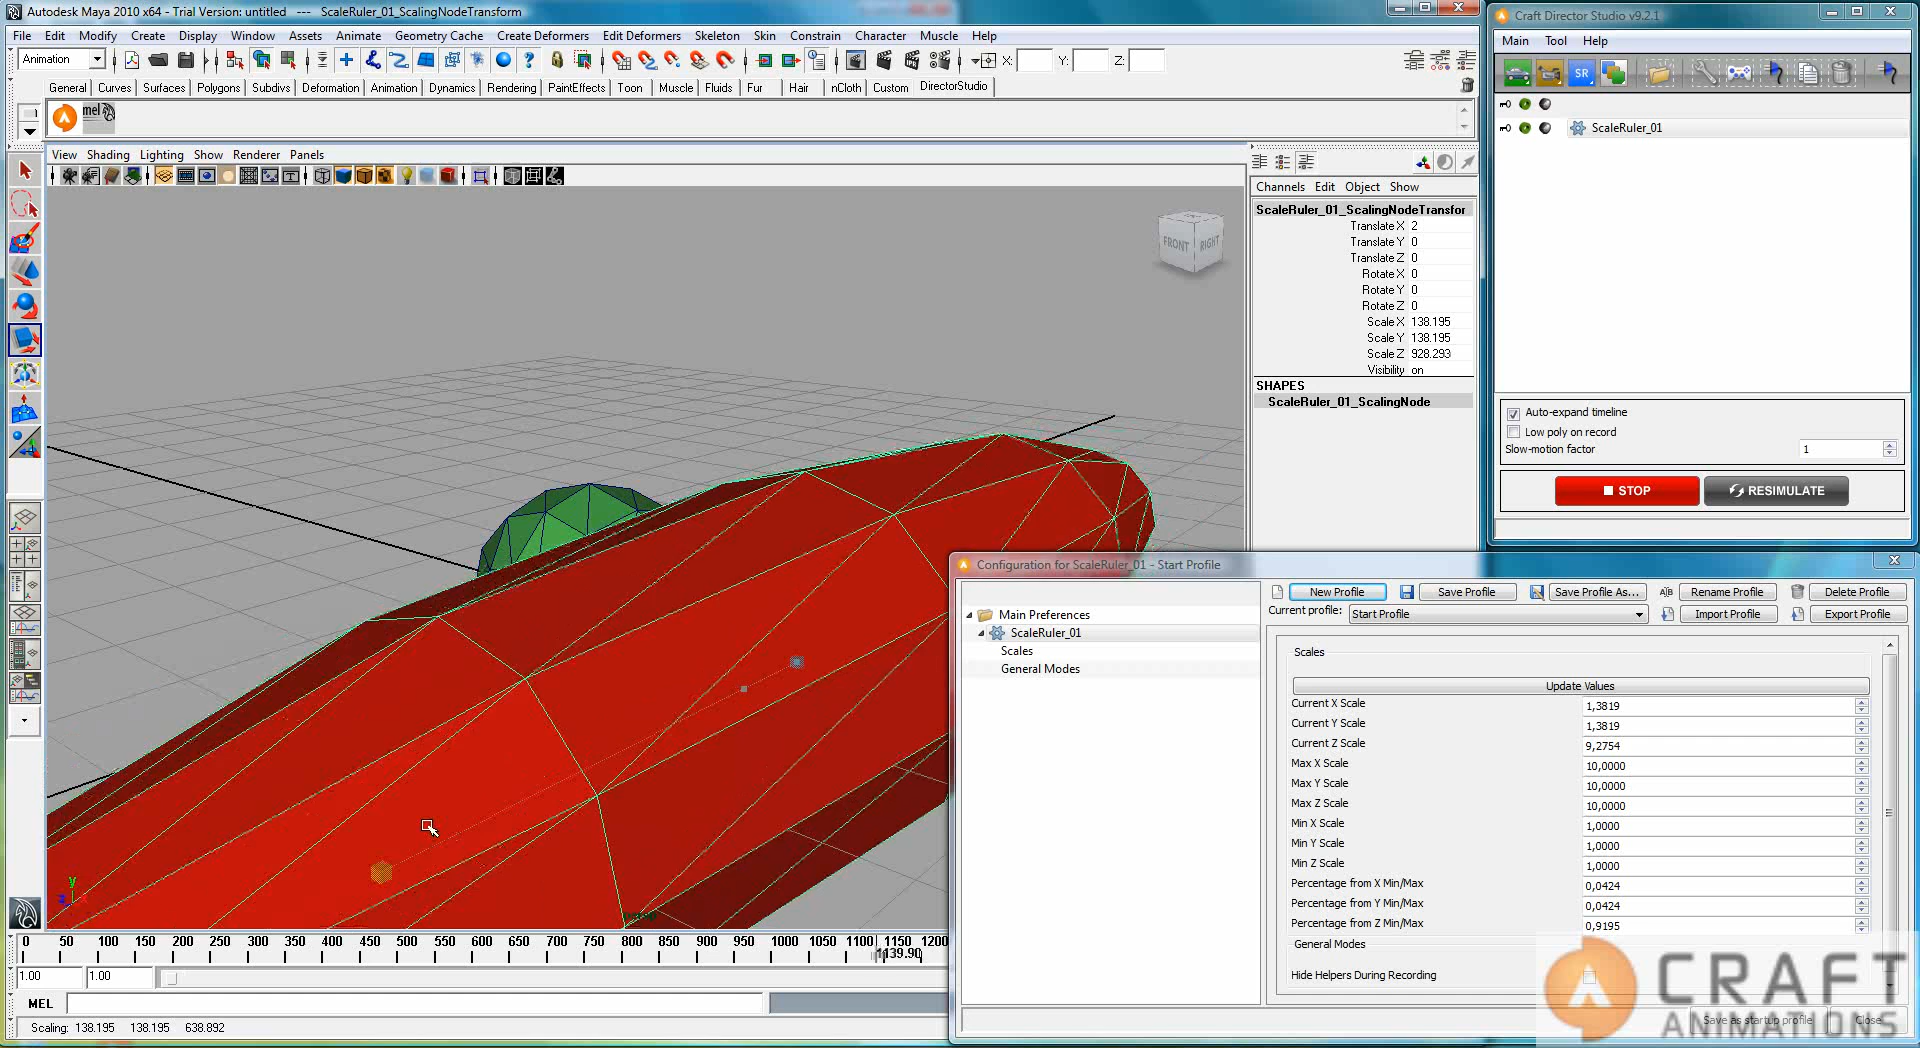 Autodesk Maya 2010 x64 - Trial Version: untitled --- ScaleRuler_01_ScalingNodeTransform
File Edit Modify Create Display Window Assets Animate Geometry Cache Create Deformers Edit Deformers Skeleton Skin Constrain Character Muscle Help
Animation X: Y: Z:
General Curves Surfaces Polygons Subdivs Deformation Animation Dynamics Rendering PaintEffects Toon Muscle Fluids Fur Hair nCloth Custom DirectorStudio
mel
View Shading Lighting Show Renderer Panels
FRONT RIGHT
Channels Edit Object Show
ScaleRuler_01_ScalingNodeTransfor
Translate X 2
Translate Y 0
Translate Z 0
Rotate X 0
Rotate Y 0
Rotate Z 0
Scale X 138.195
Scale Y 138.195
Scale Z 928.293
Visibility on
SHAPES
ScaleRuler_01_ScalingNode
y
z x
persp
0 50 100 150 200 250 300 350 400 450 500 550 600 650 700 750 800 850 900 950 1000 1050 1100 1150 1200
1139.90
1.00 1.00
MEL
Scaling: 138.195 138.195 638.892
Craft Director Studio v9.2.1
Main Tool Help
SR
ScaleRuler_01
Auto-expand timeline
Low poly on record
Slow-motion factor 1
STOP RESIMULATE
Configuration for ScaleRuler_01 - Start Profile
Main Preferences
ScaleRuler_01
Scales
General Modes
New Profile Save Profile Save Profile As... Rename Profile Delete Profile
Current profile: Start Profile Import Profile Export Profile
Scales
Update Values
Current X Scale 1,3819
Current Y Scale 1,3819
Current Z Scale 9,2754
Max X Scale 10,0000
Max Y Scale 10,0000
Max Z Scale 10,0000
Min X Scale 1,0000
Min Y Scale 1,0000
Min Z Scale 1,0000
Percentage from X Min/Max 0,0424
Percentage from Y Min/Max 0,0424
Percentage from Z Min/Max 0,9195
General Modes
Hide Helpers During Recording
Save as startup profile Close
CRAFT
ANIMATIONS